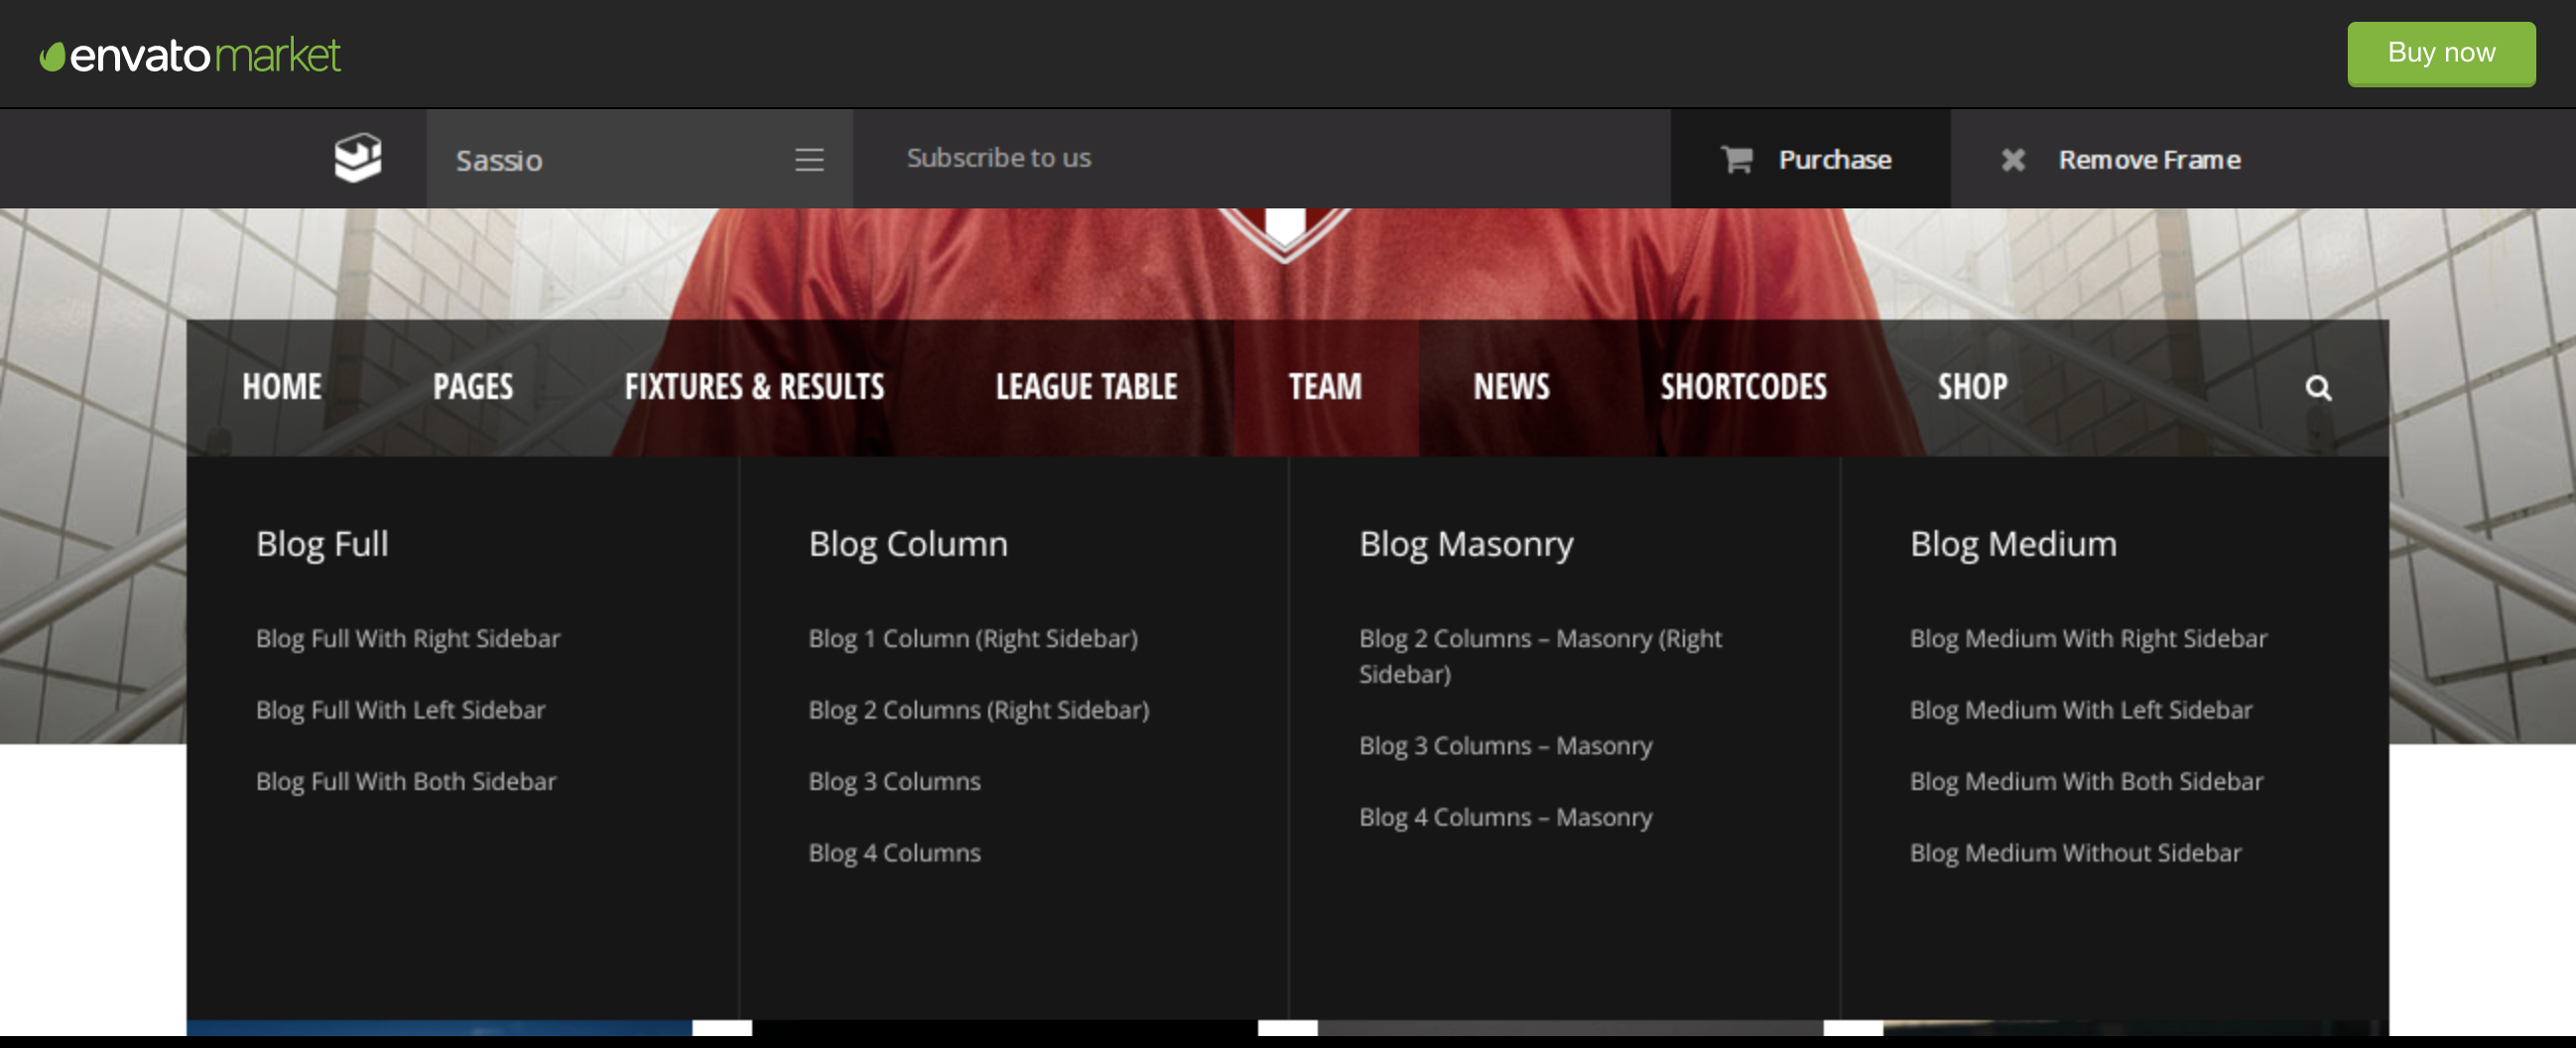 envato market
Buy now
Sassio
Subscribe to us
Purchase
Remove Frame
HOME
PAGES
FIXTURES & RESULTS
LEAGUE TABLE
TEAM
NEWS
SHORTCODES
SHOP
Blog Full
Blog Full With Right Sidebar
Blog Full With Left Sidebar
Blog Full With Both Sidebar
Blog Column
Blog 1 Column (Right Sidebar)
Blog 2 Columns (Right Sidebar)
Blog 3 Columns
Blog 4 Columns
Blog Masonry
Blog 2 Columns – Masonry (Right
Sidebar)
Blog 3 Columns – Masonry
Blog 4 Columns – Masonry
Blog Medium
Blog Medium With Right Sidebar
Blog Medium With Left Sidebar
Blog Medium With Both Sidebar
Blog Medium Without Sidebar